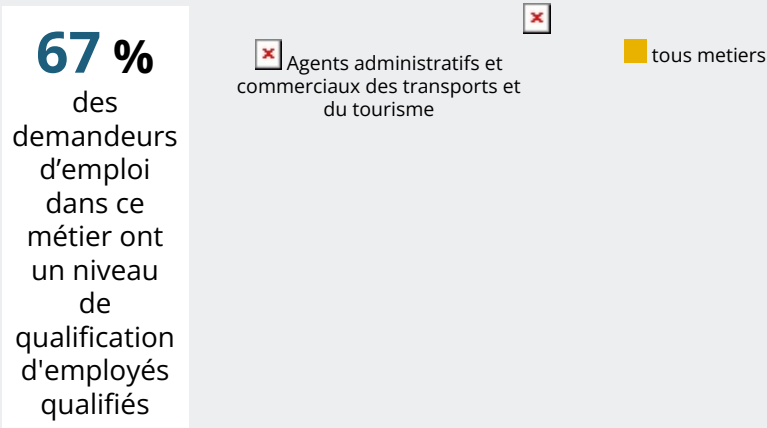 67 %
des
demandeurs
d’emploi
dans ce
métier ont
un niveau
de
qualification
d'employés
qualifiés
Agents administratifs et
commerciaux des transports et
du tourisme
tous metiers